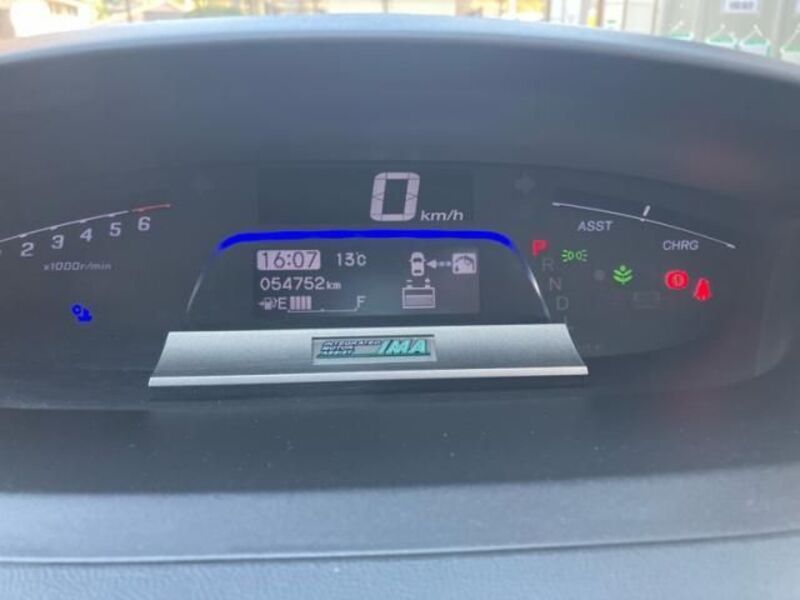 0 km/h
2 3 4 5 6
x1000r/min
16:07 13°C
054752km
E F
P
R
N
D
ASST
CHRG
INTEGRATED
MOTOR
ASSIST IMA